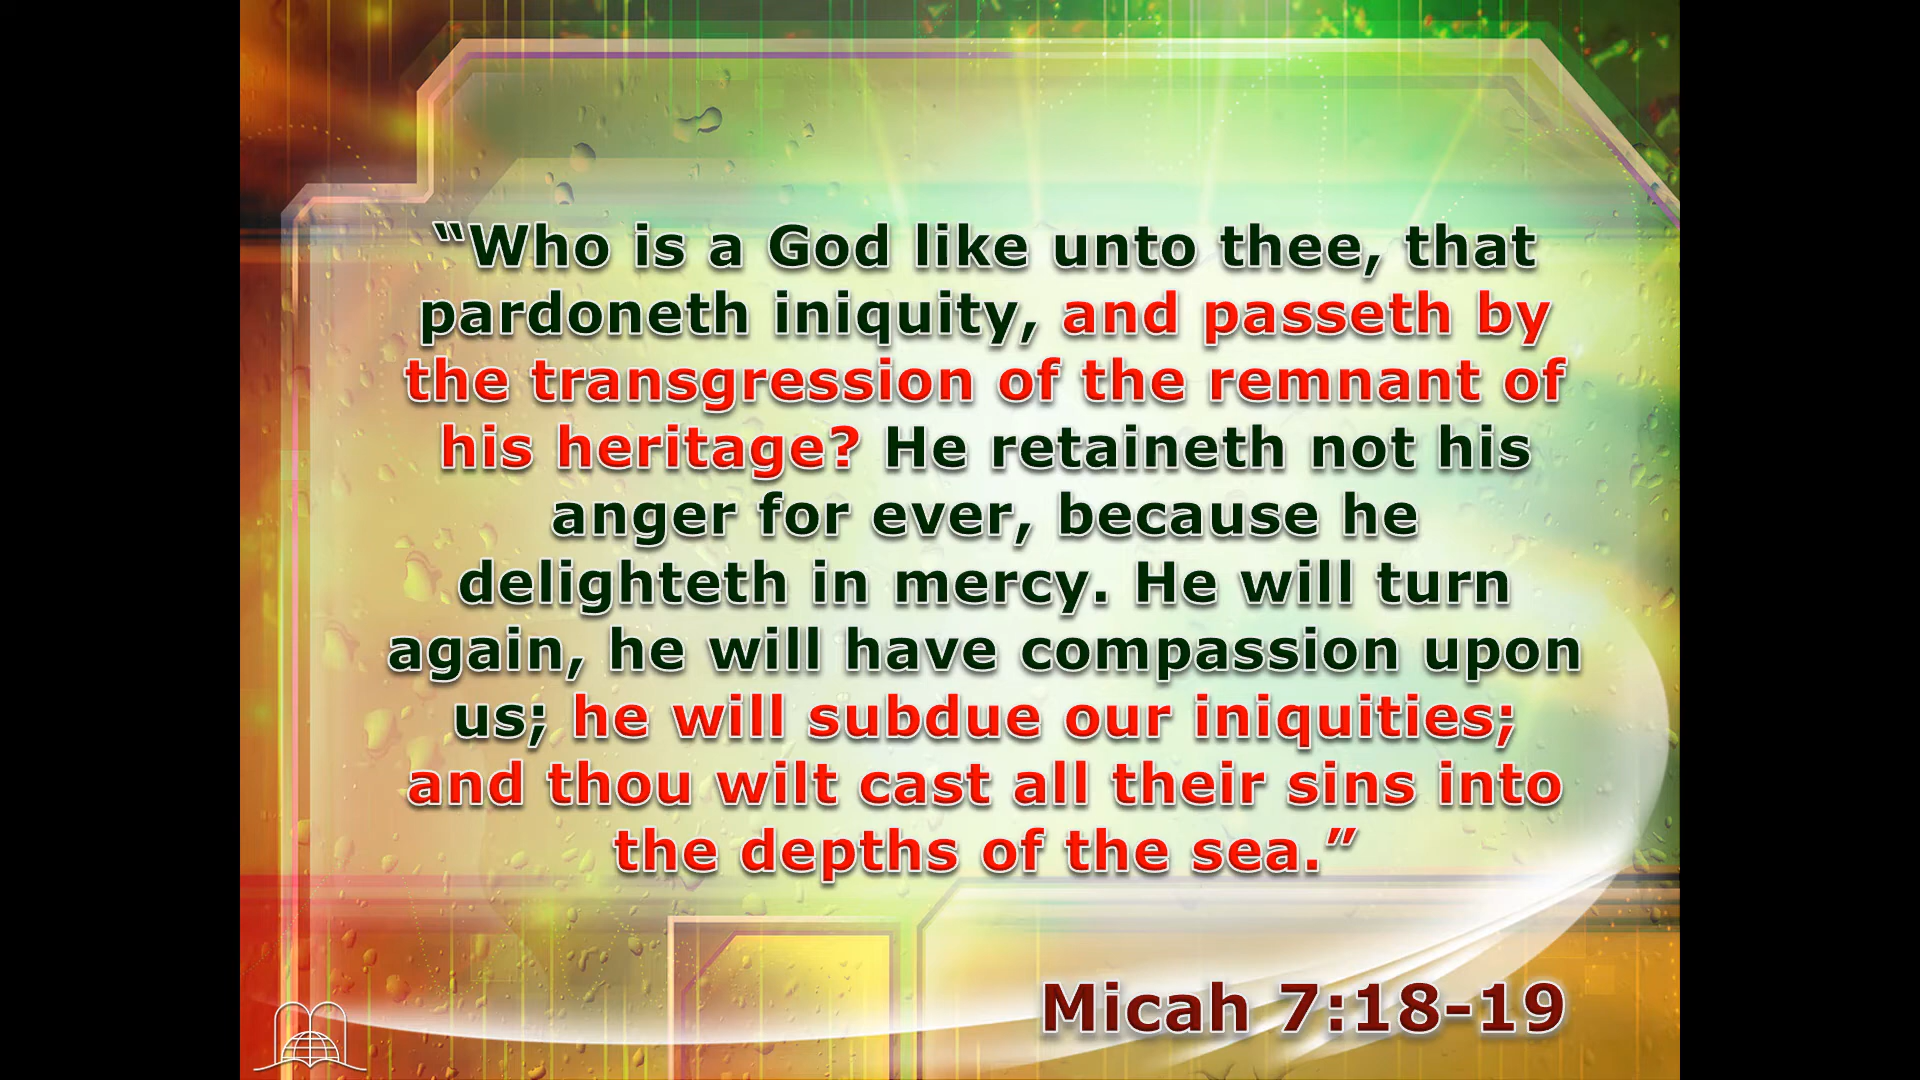 “Who is a God like unto thee, that
pardoneth iniquity, and passeth by
the transgression of the remnant of
his heritage? He retaineth not his
anger for ever, because he
delighteth in mercy. He will turn
again, he will have compassion upon
us; he will subdue our iniquities;
and thou wilt cast all their sins into
the depths of the sea.”
Micah 7:18-19